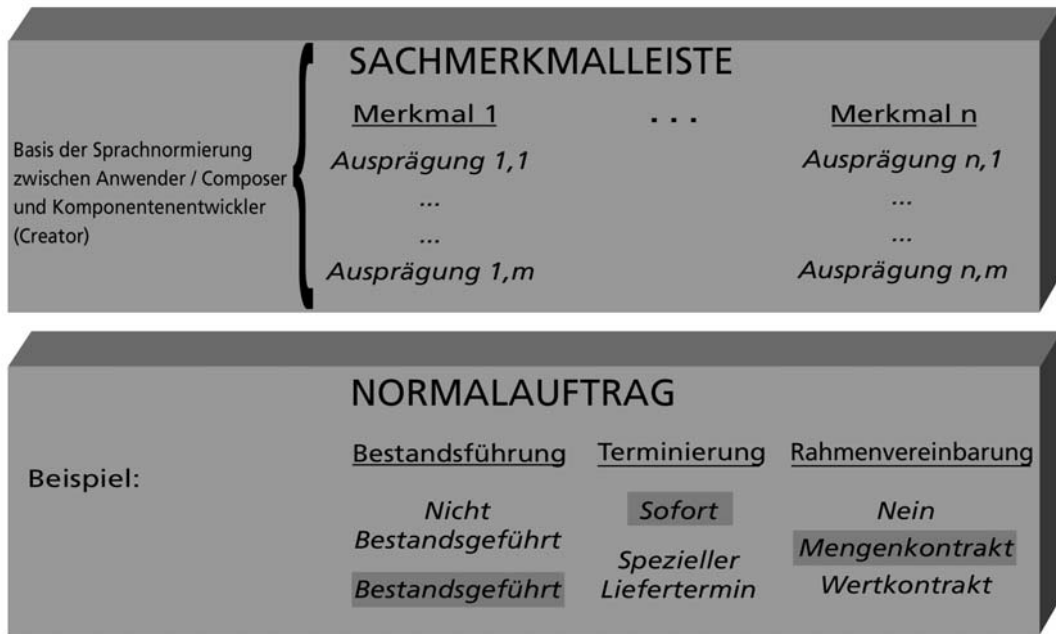 SACHMERKMALLEISTE
Basis der Sprachnormierung
zwischen Anwender / Composer
und Komponentenentwickler
(Creator)
Merkmal 1 ... Merkmal n
Ausprägung 1,1 Ausprägung n,1
... ...
... ...
Ausprägung 1,m Ausprägung n,m
NORMALAUFTRAG
Beispiel:
Bestandsführung Terminierung Rahmenvereinbarung
Nicht
Bestandsgeführt
Bestandsgeführt
Sofort
Spezieller
Liefertermin
Nein
Mengenkontrakt
Wertkontrakt